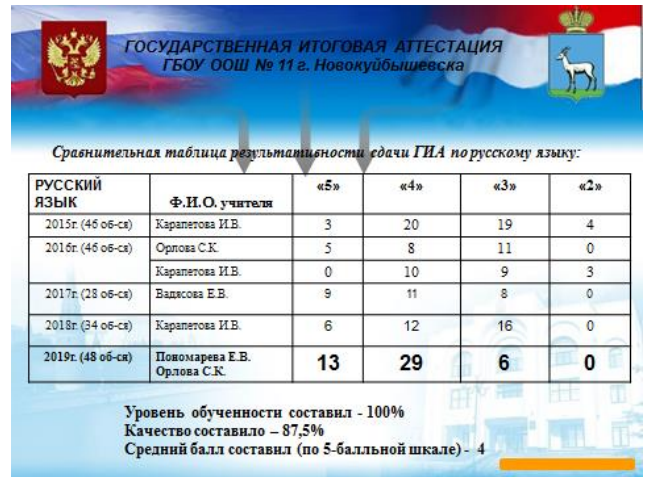 ГОСУДАРСТВЕННАЯ ИТОГОВАЯ АТТЕСТАЦИЯ
ГБОУ ООШ № 11 г. Новокуйбышевска
Сравнительная таблица результативности сдачи ГИА по русскому языку:
РУССКИЙ ЯЗЫК Ф.И.О. учителя «5» «4» «3» «2»
2015г. (46 об-ся) Карапетова И.В. 3 20 19 4
2016г. (46 об-ся) Орлова С.К. 5 8 11 0
Карапетова И.В. 0 10 9 3
2017г. (28 об-ся) Вадясова Е.В. 9 11 8 0
2018г. (34 об-ся) Карапетова И.В. 6 12 16 0
2019г. (48 об-ся) Пономарева Е.В. Орлова С.К. 13 29 6 0
Уровень обученности составил - 100%
Качество составило – 87,5%
Средний балл составил (по 5-балльной шкале) - 4